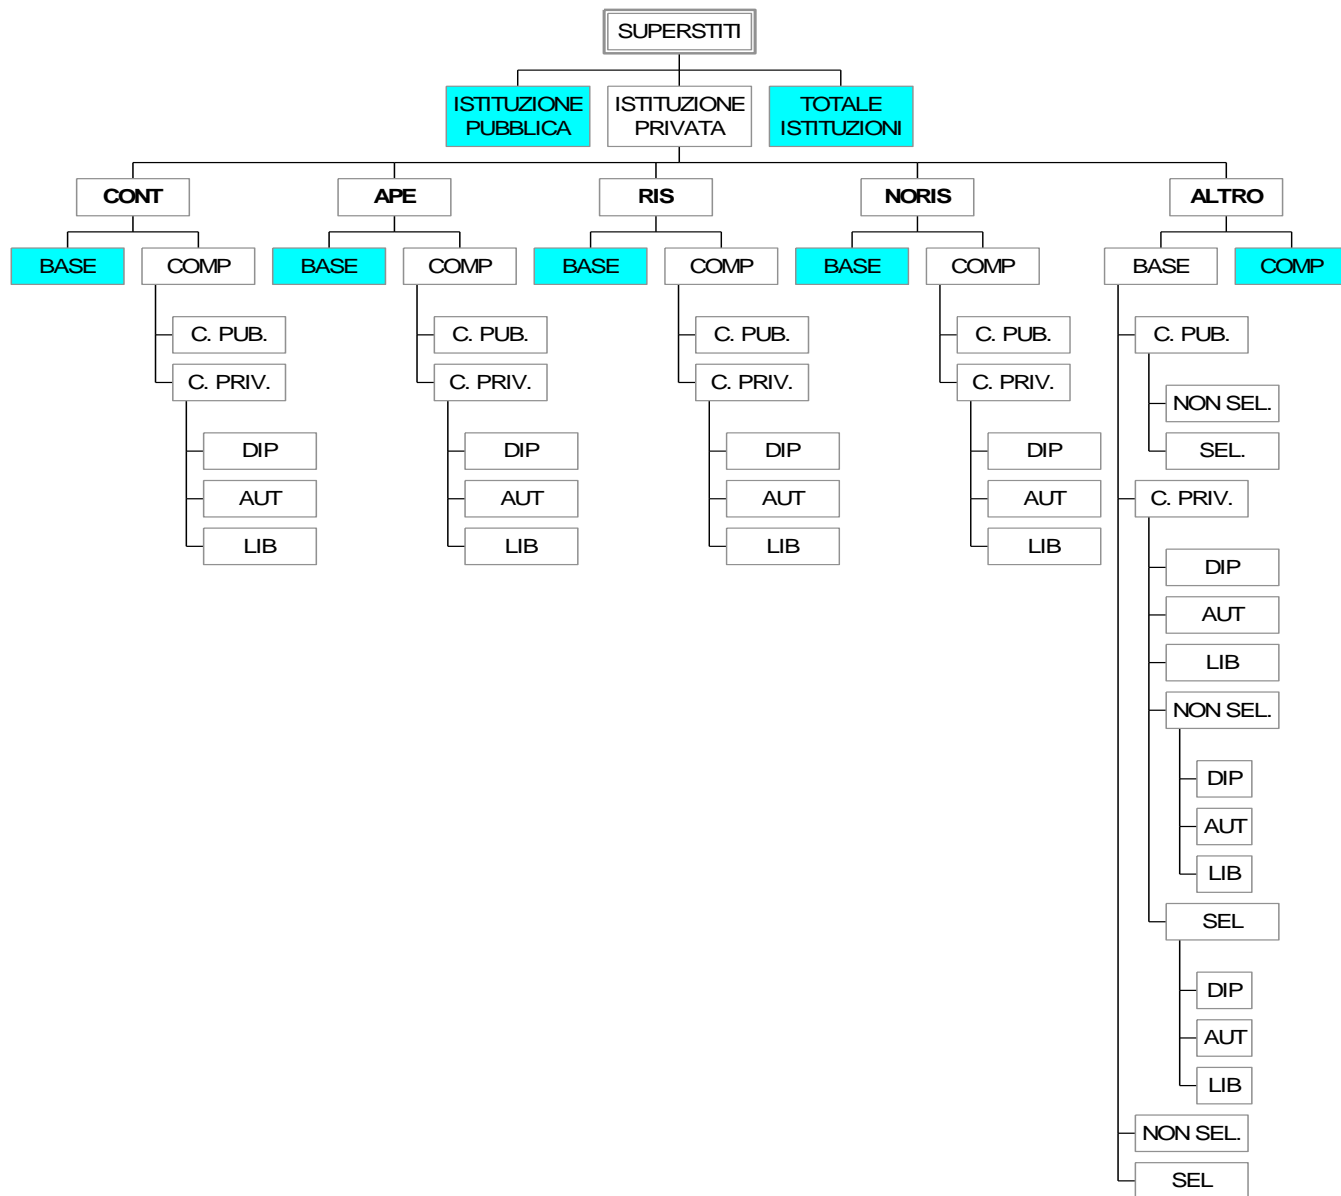 SUPERSTITI
ISTITUZIONE
PUBBLICA
ISTITUZIONE
PRIVATA
TOTALE
ISTITUZIONI
CONT
APE
RIS
NORIS
ALTRO
BASE
COMP
BASE
COMP
BASE
COMP
BASE
COMP
BASE
COMP
C. PUB.
C. PUB.
C. PUB.
C. PUB.
C. PUB.
C. PRIV.
C. PRIV.
C. PRIV.
C. PRIV.
NON SEL.
DIP
DIP
DIP
DIP
SEL.
AUT
AUT
AUT
AUT
C. PRIV.
LIB
LIB
LIB
LIB
DIP
AUT
LIB
NON SEL.
DIP
AUT
LIB
SEL
DIP
AUT
LIB
NON SEL.
SEL